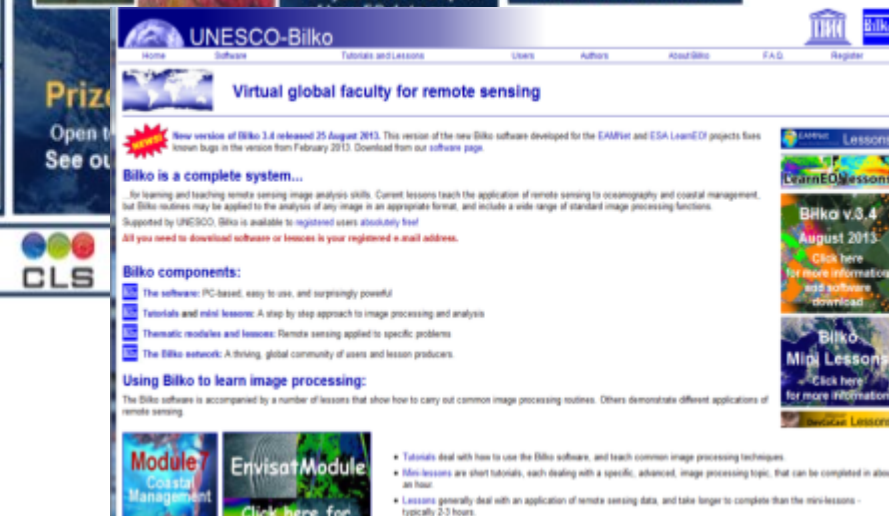 UNESCO-Bilko
Home Software Tutorials and Lessons Users Authors About Bilko F.A.Q. Register
Virtual global faculty for remote sensing
Priz
Open t
See ou
CLS
NEWS!
New version of Bilko 3.4 released 25 August 2013. This version of the new Bilko software developed for the EAMNet and ESA LearnEO! projects fixes
known bugs in the version from February 2013. Download from our software page.
Bilko is a complete system...
...for learning and teaching remote sensing image analysis skills. Current lessons teach the application of remote sensing to oceanography and coastal management,
but Bilko routines may be applied to the analysis of any image in an appropriate format, and include a wide range of standard image processing functions.
Supported by UNESCO, Bilko is available to registered users absolutely free!
All you need to download software or lessons is your registered e-mail address.
Bilko components:
The software: PC-based, easy to use, and surprisingly powerful
Tutorials and mini lessons: A step by step approach to image processing and analysis
Thematic modules and lessons: Remote sensing applied to specific problems
The Bilko network: A thriving, global community of users and lesson producers.
Using Bilko to learn image processing:
The Bilko software is accompanied by a number of lessons that show how to carry out common image processing routines. Others demonstrate different applications of
remote sensing.
Module 7
Coastal
Management
EnvisatModule
Click here for
Tutorials deal with how to use the Bilko software, and teach common image processing techniques.
Mini-lessons are short tutorials, each dealing with a specific, advanced, image processing topic, that can be completed in abou
an hour.
Lessons generally deal with an application of remote sensing data, and take longer to complete than the mini-lessons -
typically 2-3 hours.
EAMNet Lessons
LearnEO Lessons
Bilko v.3.4
August 2013
Click here
for more information
and software
download
Bilko
Mini Lesson
Click here
for more information
DevCoCast Lessons